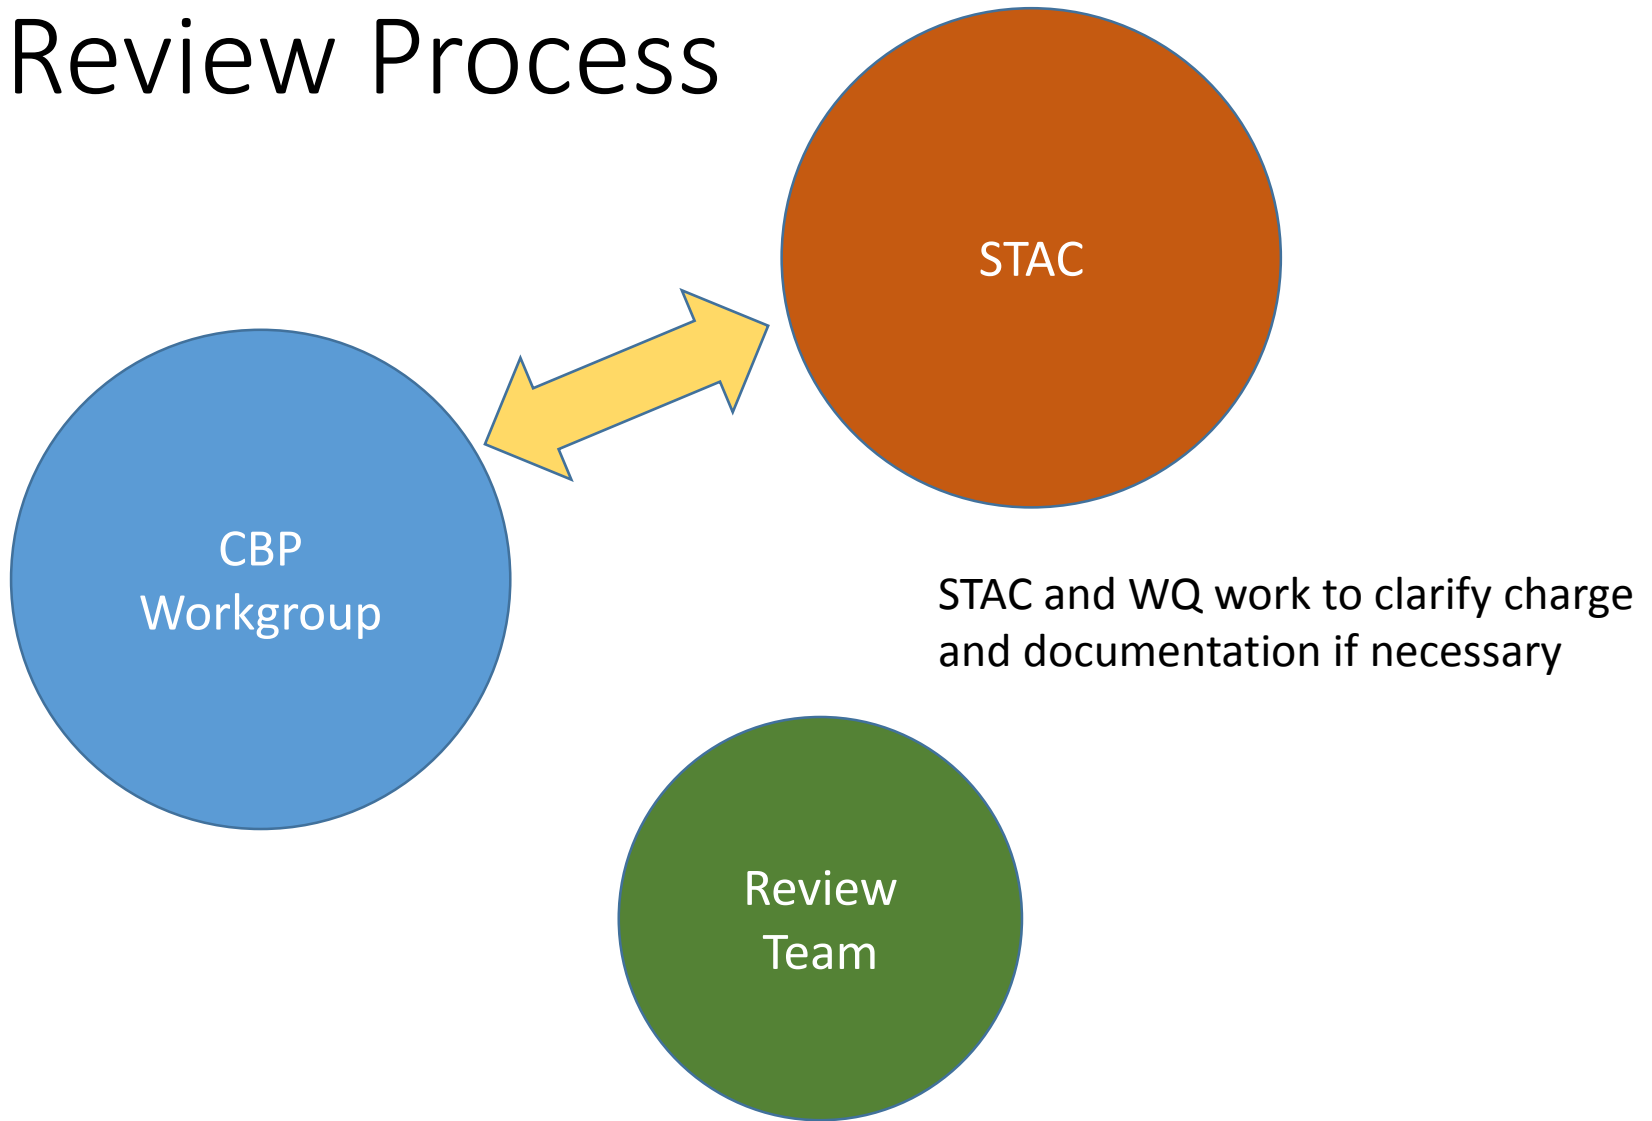 Review Process
STAC
CBP
Workgroup
STAC and WQ work to clarify charge
and documentation if necessary
Review
Team